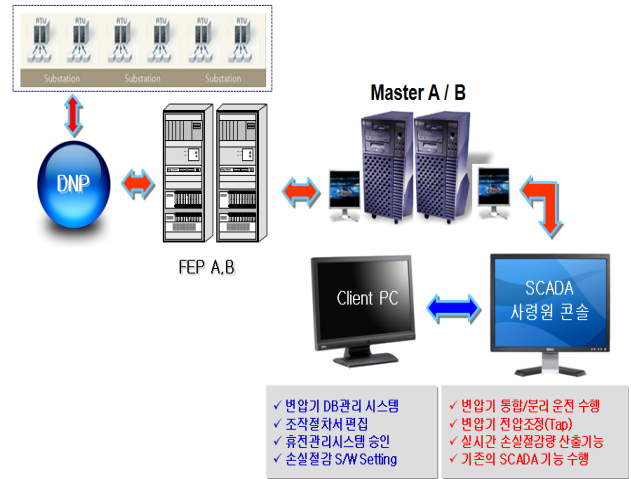 RTU RTU RTU RTU RTU RTU
Substation Substation Substation
Master A / B
DNP
FEP A,B
Client PC
SCADA
사령원 콘솔
✓ 변압기 DB관리 시스템
✓ 조작절차서 편집
✓ 휴전관리시스템 승인
✓ 손실절감 S/W Setting
✓ 변압기 통합/분리 운전 수행
✓ 변압기 전압조정(Tap)
✓ 실시간 손실절감량 산출기능
✓ 기존의 SCADA 기능 수행